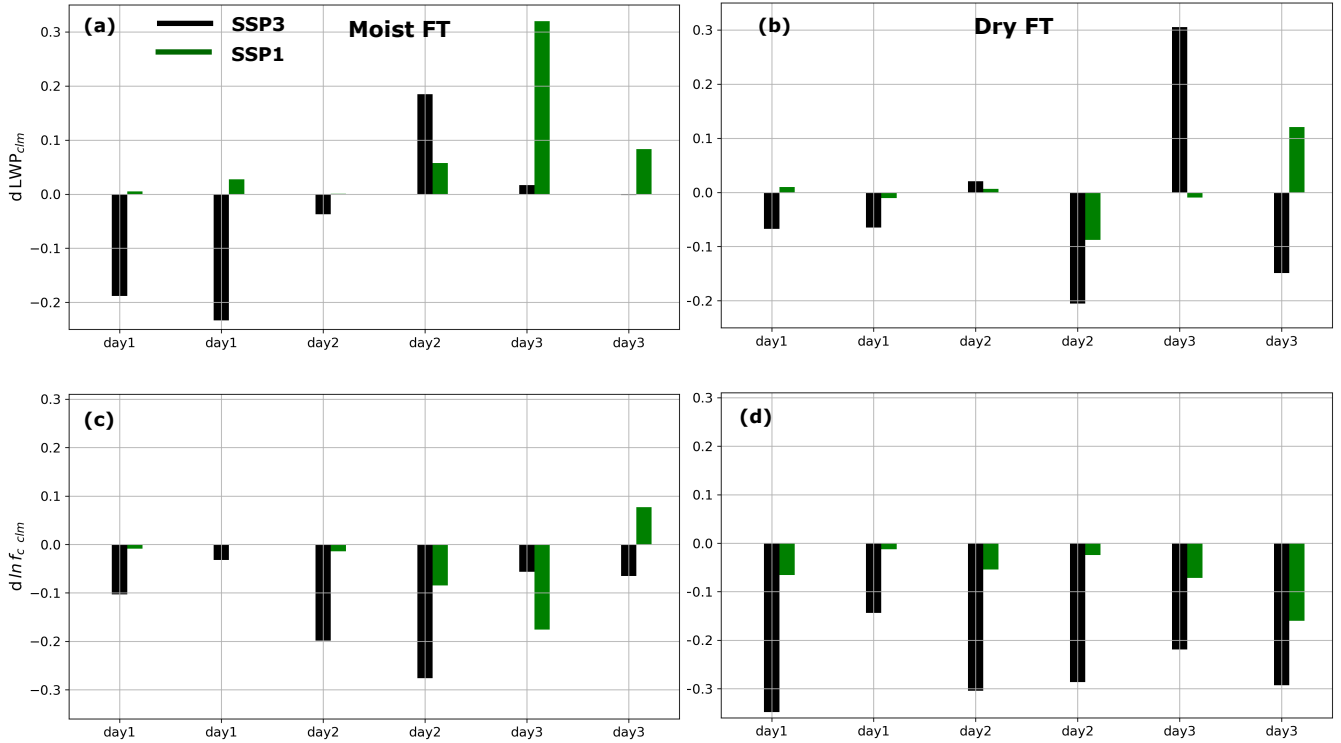 (a)
SSP3
SSP1
Moist FT
0.3
0.2
0.1
0.0
−0.1
−0.2
d LWP clm
day1 day1 day2 day2 day3 day3
(b)
Dry FT
0.3
0.2
0.1
0.0
-0.1
-0.2
day1 day1 day2 day2 day3 day3
(c)
0.3
0.2
0.1
0.0
−0.1
−0.2
−0.3
d ln f c clm
day1 day1 day2 day2 day3 day3
(d)
0.3
0.2
0.1
0.0
-0.1
-0.2
-0.3
day1 day1 day2 day2 day3 day3